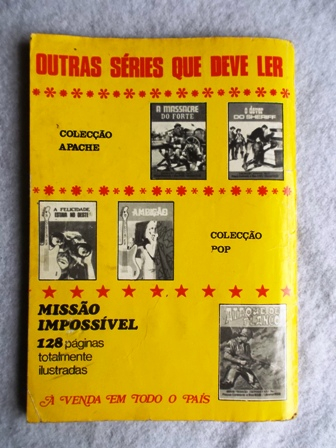 OUTRAS SÉRIES QUE DEVE LER
COLECÇÃO
APACHE
O MASSACRE
DO FORTE
O dever
DO SHERIFF
A FELICIDADE
ESTAVA NO OESTE
AMBIÇÃO
COLECÇÃO
POP
MISSÃO
IMPOSSÍVEL
128 páginas
totalmente
ilustradas
À VENDA EM TODO O PAÍS